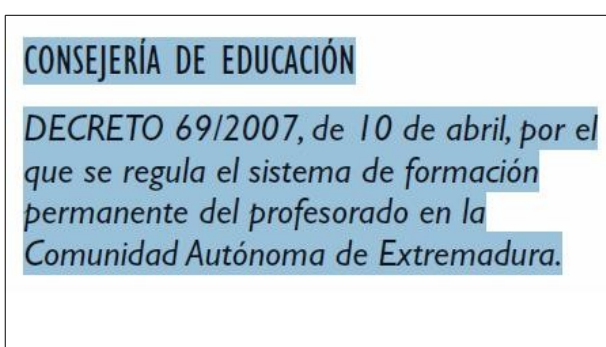 CONSEJERÍA DE EDUCACIÓN
DECRETO 69/2007, de 10 de abril, por el
que se regula el sistema de formación
permanente del profesorado en la
Comunidad Autónoma de Extremadura.